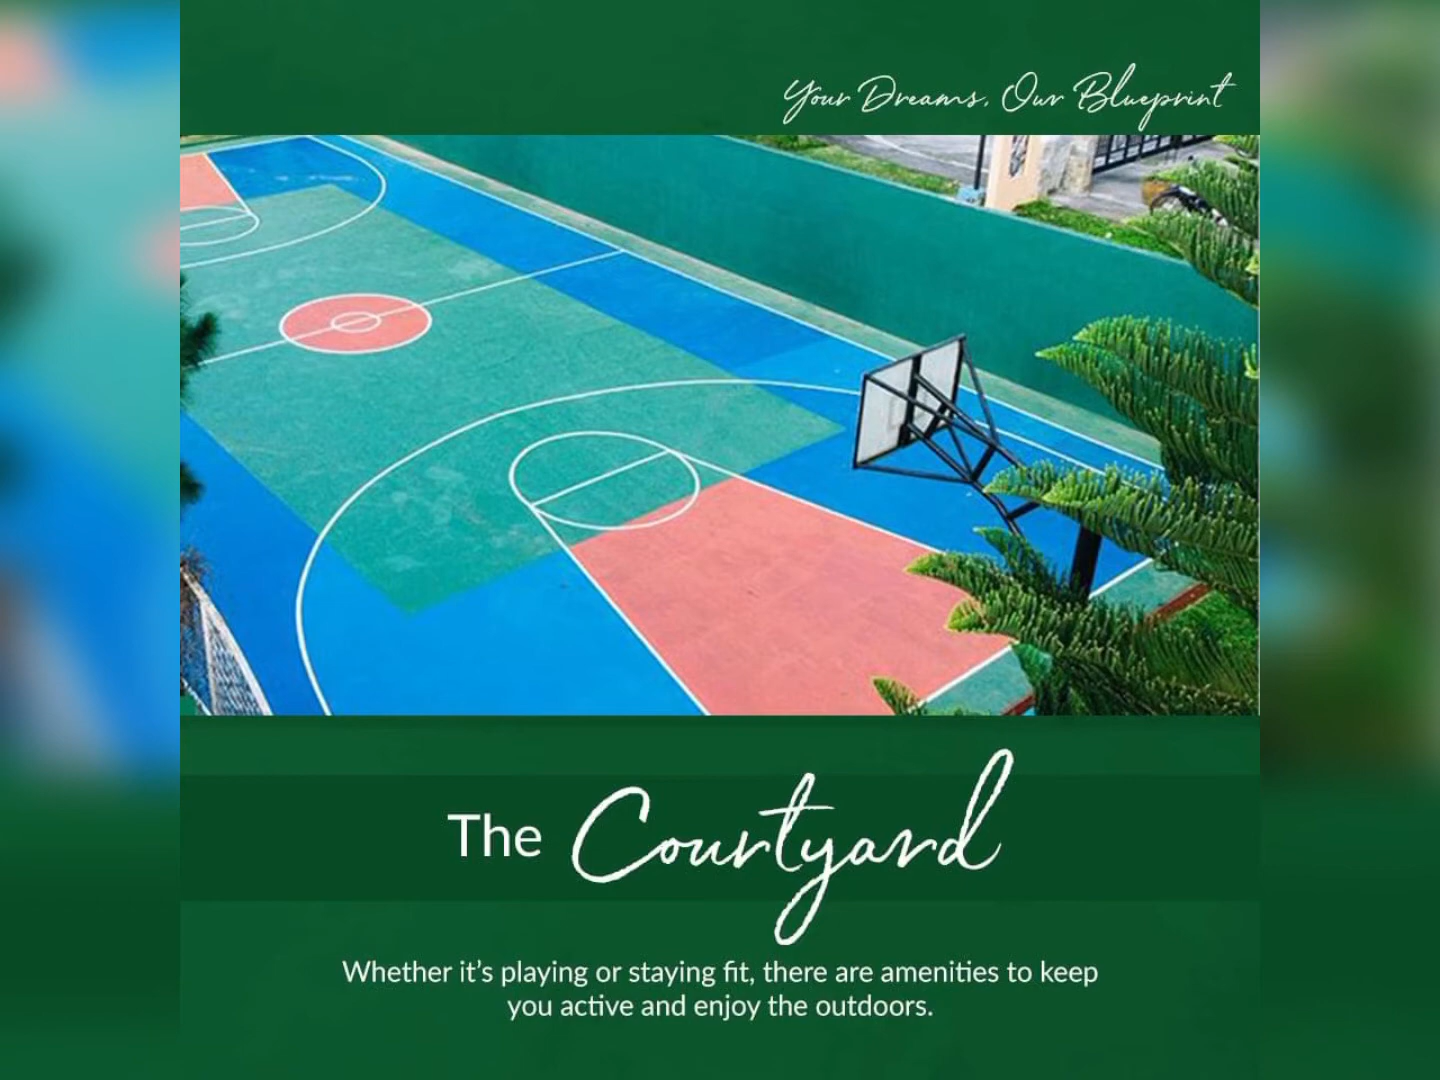 Your Dreams, Our Blueprint
The Courtyard
Whether it’s playing or staying fit, there are amenities to keep
you active and enjoy the outdoors.